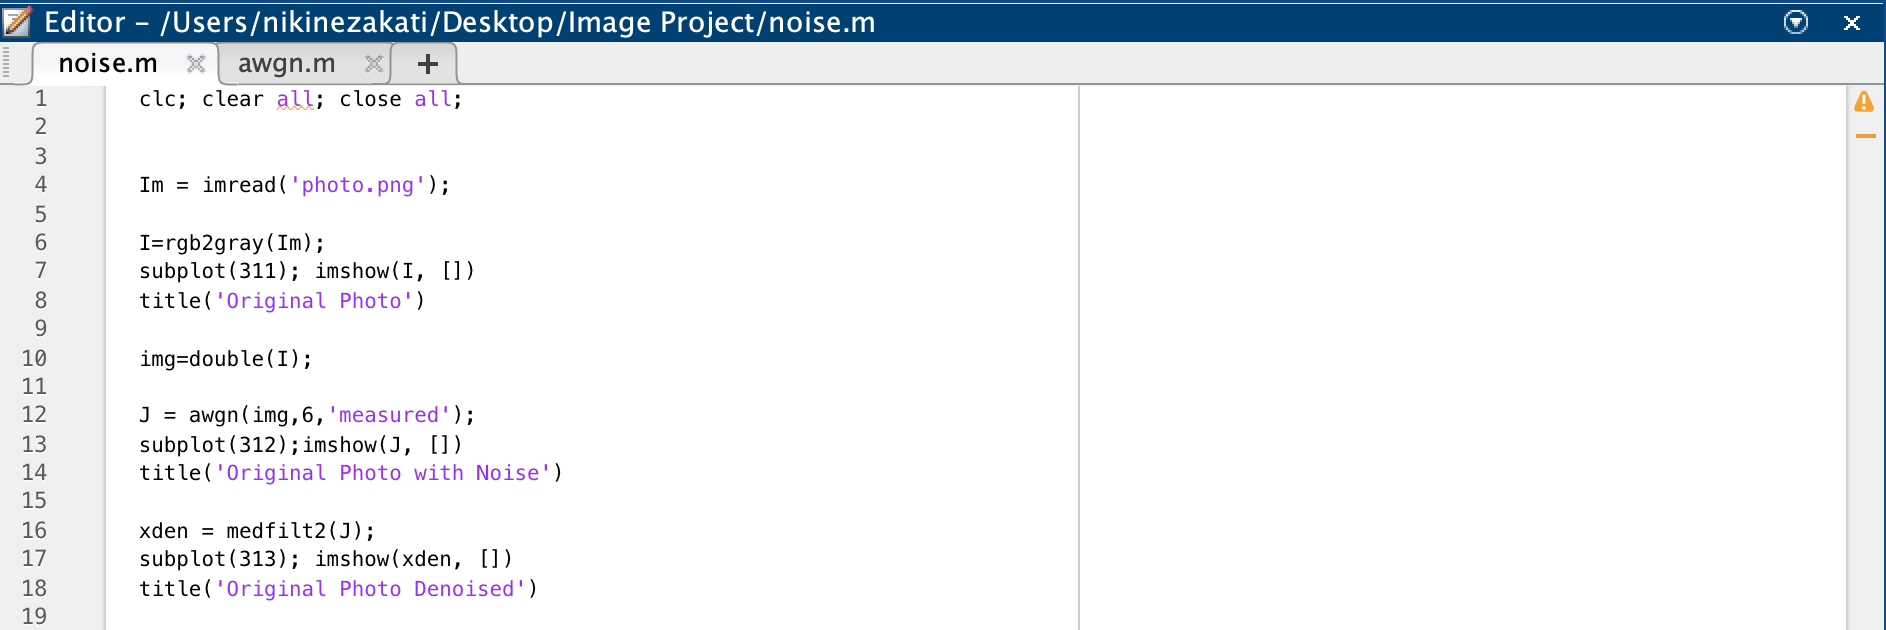 Editor – /Users/nikinezakati/Desktop/Image Project/noise.m
noise.m awgn.m +
1 clc; clear all; close all;
2
3
4 Im = imread('photo.png');
5
6 I=rgb2gray(Im);
7 subplot(311); imshow(I, [])
8 title('Original Photo')
9
10 img=double(I);
11
12 J = awgn(img,6,'measured');
13 subplot(312);imshow(J, [])
14 title('Original Photo with Noise')
15
16 xden = medfilt2(J);
17 subplot(313); imshow(xden, [])
18 title('Original Photo Denoised')
19